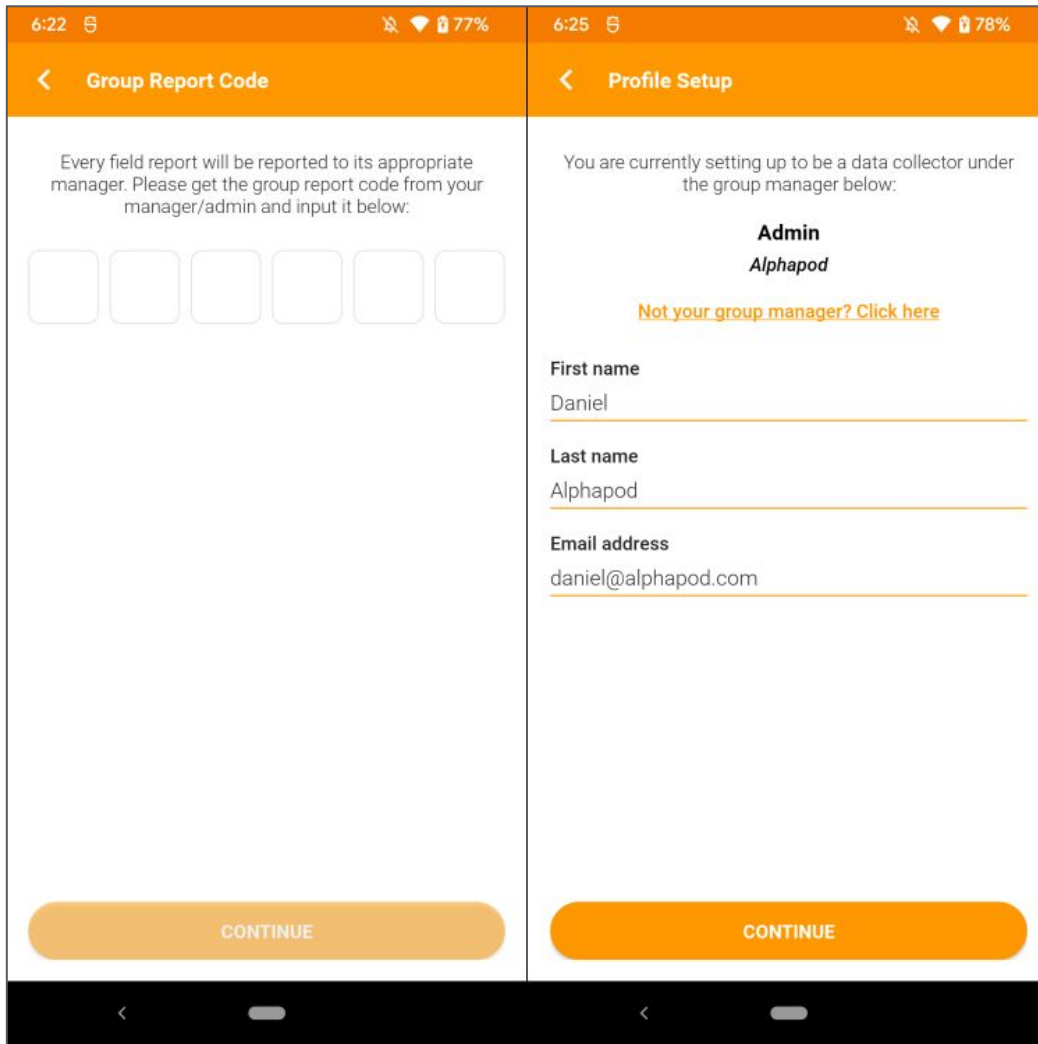 6:22
77%
Group Report Code
Every field report will be reported to its appropriate
manager. Please get the group report code from your
manager/admin and input it below:
CONTINUE
6:25
78%
Profile Setup
You are currently setting up to be a data collector under
the group manager below:
Admin
Alphapod
Not your group manager? Click here
First name
Daniel
Last name
Alphapod
Email address
daniel@alphapod.com
CONTINUE